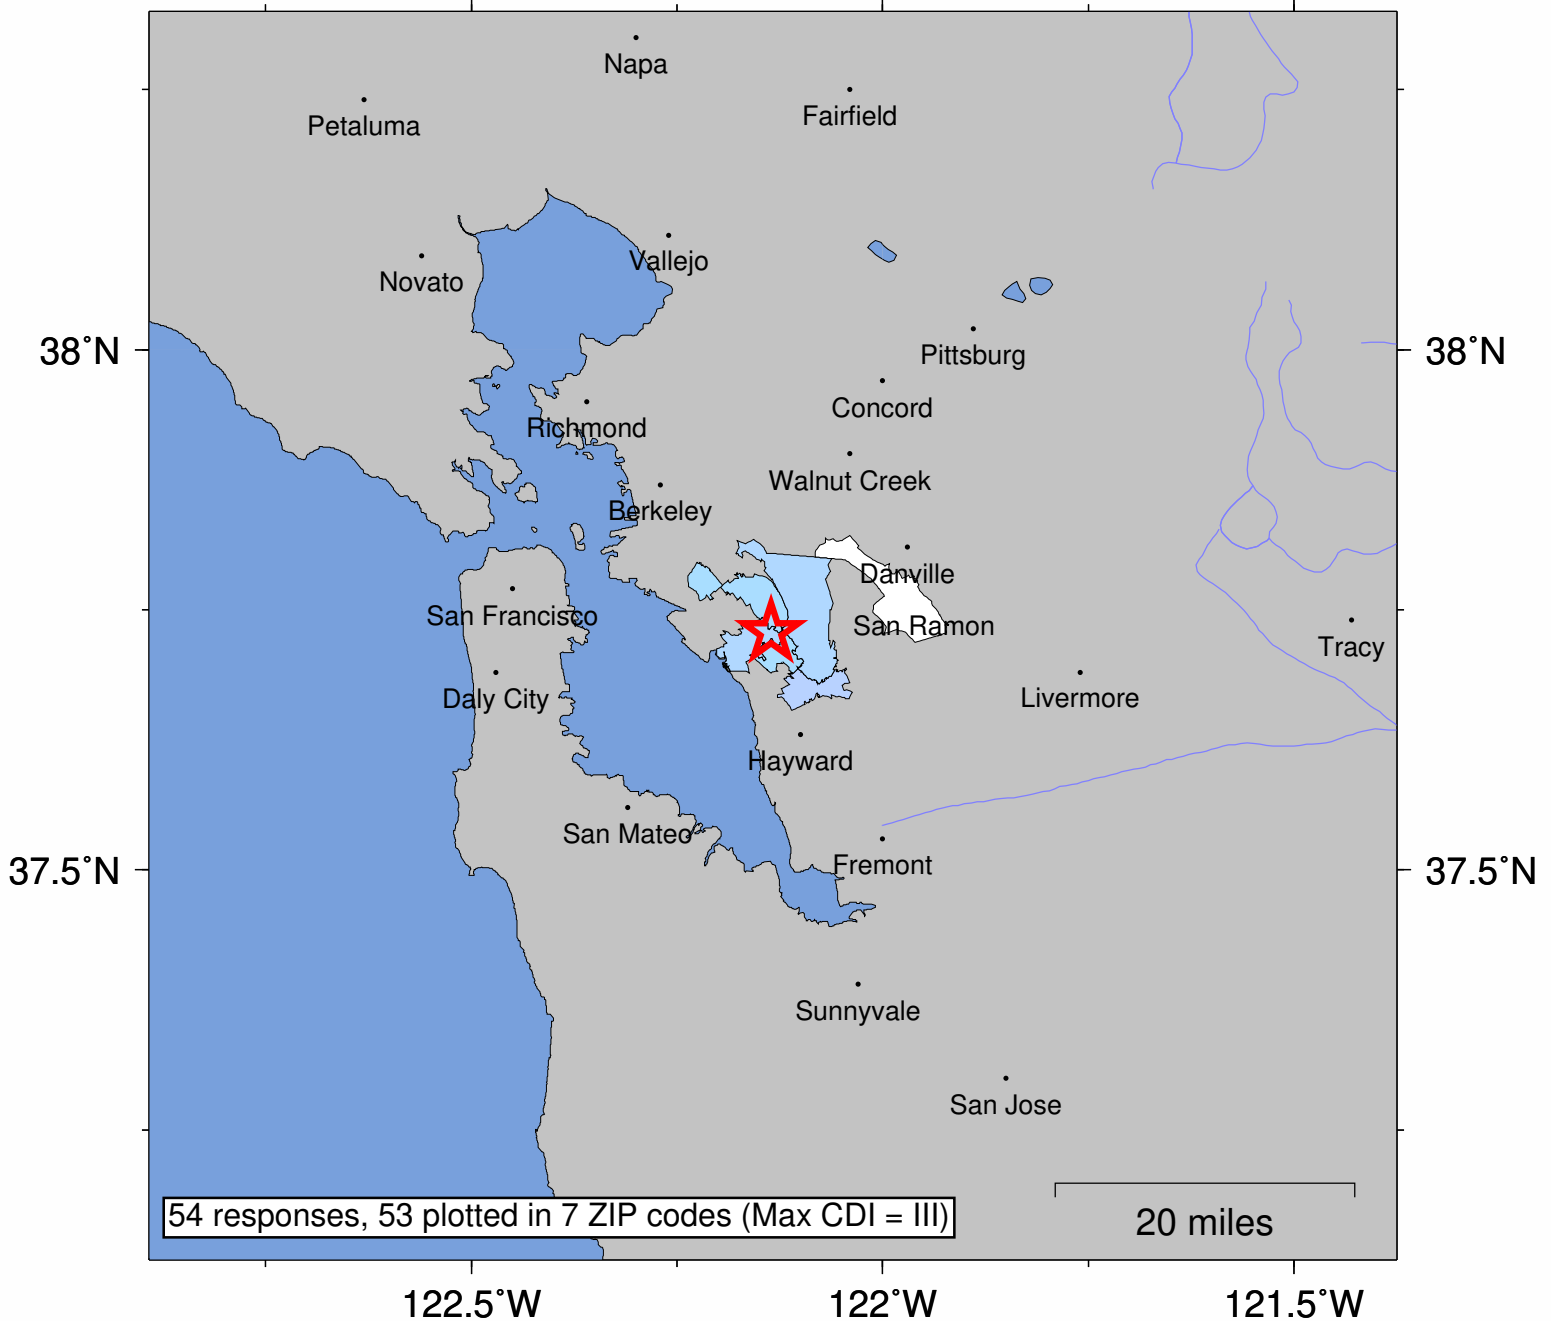 Napa
Fairfield
Petaluma
Vallejo
Novato
38˚N
38˚N
Pittsburg
Concord
Richmond
Walnut Creek
Berkeley
Danville
San Francisco
San Ramon
Tracy
Daly City
Livermore
Hayward
San Mateo
Fremont
37.5˚N
37.5˚N
Sunnyvale
San Jose
54 responses, 53 plotted in 7 ZIP codes (Max CDI = III)
20 miles
122.5˚W
122˚W
121.5˚W